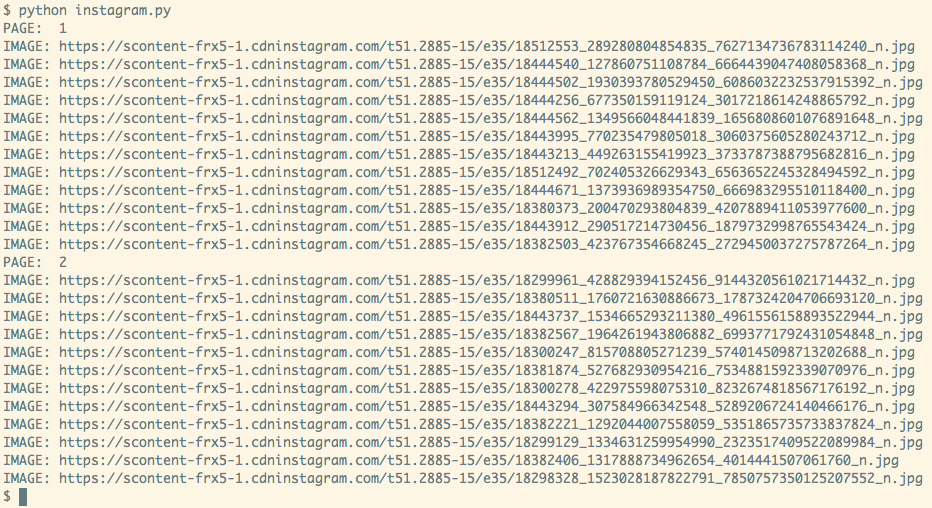 $ python instagram.py
PAGE:  1
IMAGE: https://scontent-frx5-1.cdninstagram.com/t51.2885-15/e35/18512553_289280804854835_7627134736783114240_n.jpg
IMAGE: https://scontent-frx5-1.cdninstagram.com/t51.2885-15/e35/18444540_127860751108784_6664439047408058368_n.jpg
IMAGE: https://scontent-frx5-1.cdninstagram.com/t51.2885-15/e35/18444502_1930393780529450_6086032232537915392_n.jpg
IMAGE: https://scontent-frx5-1.cdninstagram.com/t51.2885-15/e35/18444256_677350159119124_3017218614248865792_n.jpg
IMAGE: https://scontent-frx5-1.cdninstagram.com/t51.2885-15/e35/18444562_1349566048441839_1656808601076891648_n.jpg
IMAGE: https://scontent-frx5-1.cdninstagram.com/t51.2885-15/e35/18443995_770235479805018_3060375605280243712_n.jpg
IMAGE: https://scontent-frx5-1.cdninstagram.com/t51.2885-15/e35/18443213_449263155419923_3733787388795682816_n.jpg
IMAGE: https://scontent-frx5-1.cdninstagram.com/t51.2885-15/e35/18512492_702405326629343_6563652245328494592_n.jpg
IMAGE: https://scontent-frx5-1.cdninstagram.com/t51.2885-15/e35/18444671_1373936989354750_666983295510118400_n.jpg
IMAGE: https://scontent-frx5-1.cdninstagram.com/t51.2885-15/e35/18380373_200470293804839_4207889411053977600_n.jpg
IMAGE: https://scontent-frx5-1.cdninstagram.com/t51.2885-15/e35/18443912_290517214730456_1879732998765543424_n.jpg
IMAGE: https://scontent-frx5-1.cdninstagram.com/t51.2885-15/e35/18382503_423767354668245_2729450037275787264_n.jpg
PAGE:  2
IMAGE: https://scontent-frx5-1.cdninstagram.com/t51.2885-15/e35/18299961_428829394152456_9144320561021714432_n.jpg
IMAGE: https://scontent-frx5-1.cdninstagram.com/t51.2885-15/e35/18380511_1760721630886673_1787324204706693120_n.jpg
IMAGE: https://scontent-frx5-1.cdninstagram.com/t51.2885-15/e35/18443737_1534665293211380_4961556158893522944_n.jpg
IMAGE: https://scontent-frx5-1.cdninstagram.com/t51.2885-15/e35/18382567_1964261943806882_6993771792431054848_n.jpg
IMAGE: https://scontent-frx5-1.cdninstagram.com/t51.2885-15/e35/18300247_815708805271239_5740145098713202688_n.jpg
IMAGE: https://scontent-frx5-1.cdninstagram.com/t51.2885-15/e35/18381874_527682930954216_7534881592339070976_n.jpg
IMAGE: https://scontent-frx5-1.cdninstagram.com/t51.2885-15/e35/18300278_422975598075310_8232674818567176192_n.jpg
IMAGE: https://scontent-frx5-1.cdninstagram.com/t51.2885-15/e35/18443294_307584966342548_5289206724140466176_n.jpg
IMAGE: https://scontent-frx5-1.cdninstagram.com/t51.2885-15/e35/18382221_1292044007558059_5351865735733837824_n.jpg
IMAGE: https://scontent-frx5-1.cdninstagram.com/t51.2885-15/e35/18299129_1334631259954990_2323517409522089984_n.jpg
IMAGE: https://scontent-frx5-1.cdninstagram.com/t51.2885-15/e35/18382406_1317888734962654_4014441507061760_n.jpg
IMAGE: https://scontent-frx5-1.cdninstagram.com/t51.2885-15/e35/18298328_1523028187822791_7850757350125207552_n.jpg
$